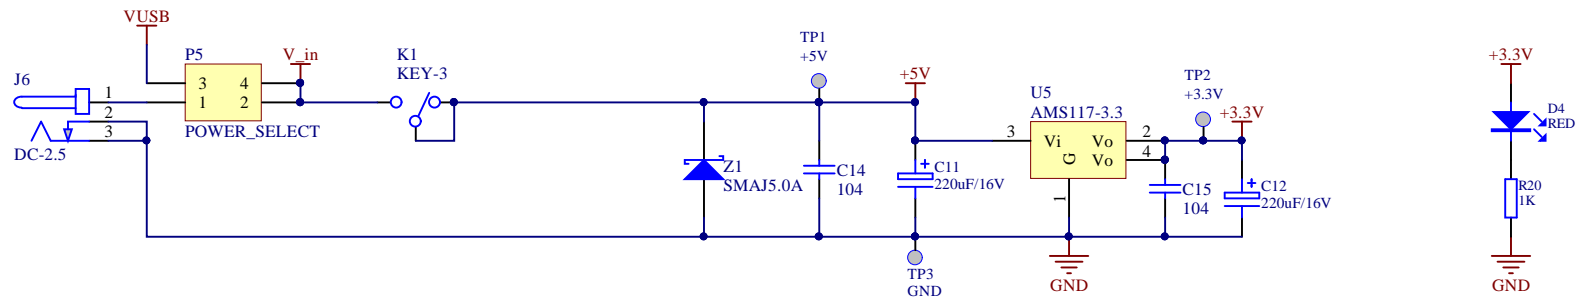 VUSB
P5
V_in
K1
KEY-3
TP1
+5V
J6
1
2
3
DC-2.5
3
4
1
2
POWER_SELECT
Z1
SMAJ5.0A
C14
104
+5V
+
C11
220uF/16V
TP3
GND
U5
AMS117-3.3
3
Vi
G
Vo
Vo
2
4
1
GND
TP2
+3.3V
+3.3V
C15
104
+
C12
220uF/16V
+3.3V
D4
RED
R20
1K
GND